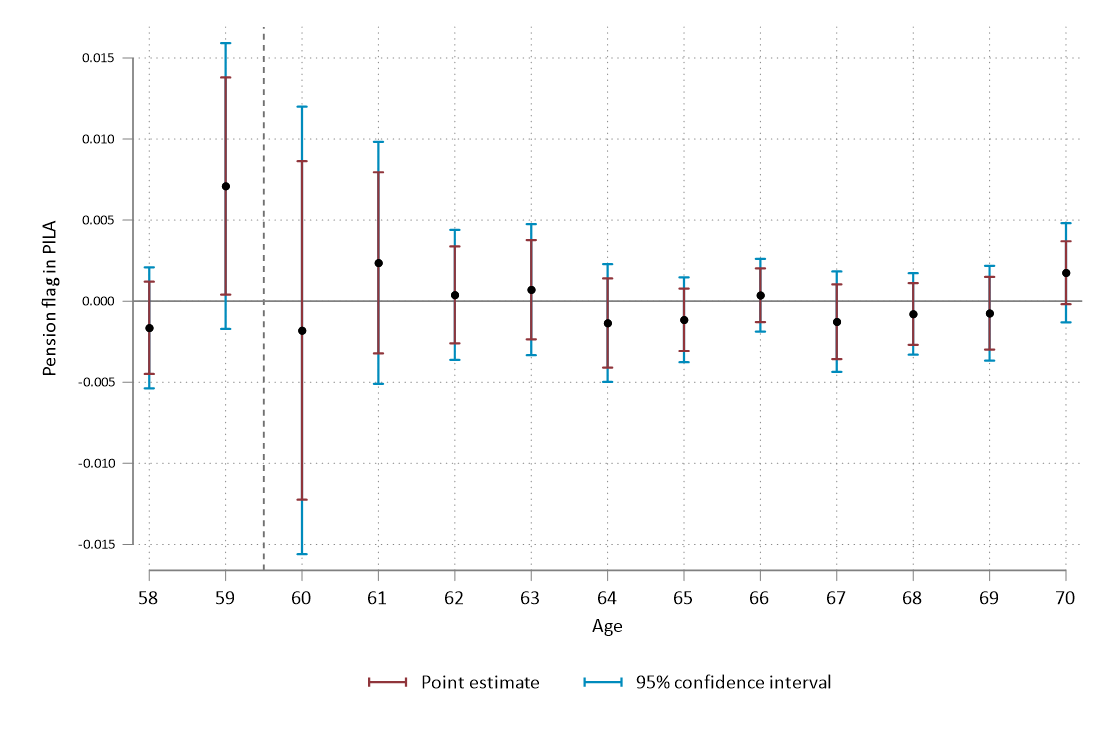 Pension flag in PILA
0.015
0.010
0.005
0.000
-0.005
-0.010
-0.015
58 59 60 61 62 63 64 65 66 67 68 69 70
Age
Point estimate 95% confidence interval